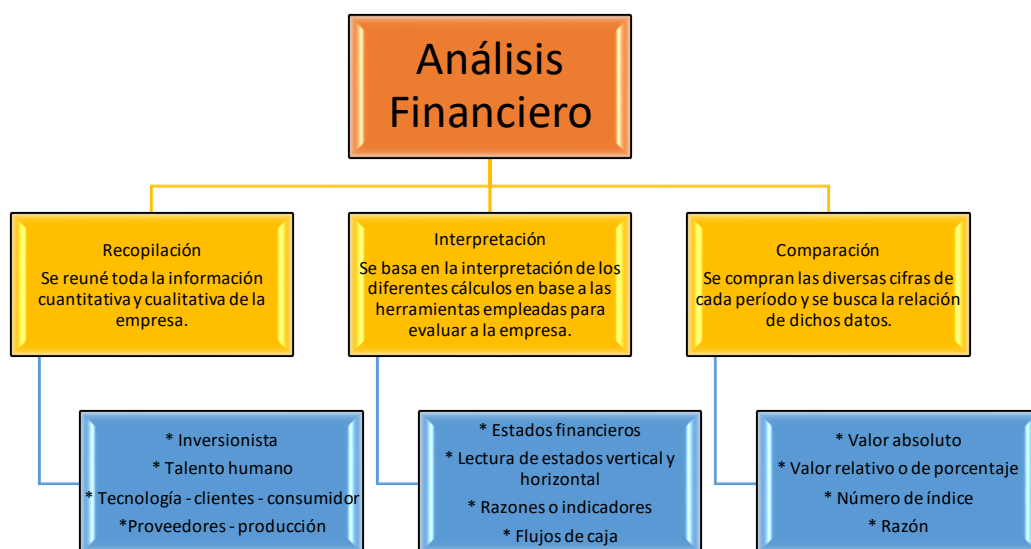 Análisis
Financiero
Recopilación
Se reuné toda la información
cuantitativa y cualitativa de la
empresa.
Interpretación
Se basa en la interpretación de los
diferentes cálculos en base a las
herramientas empleadas para
evaluar a la empresa.
Comparación
Se compran las diversas cifras de
cada período y se busca la relación
de dichos datos.
* Inversionista
* Talento humano
* Tecnología - clientes - consumidor
*Proveedores - producción
* Estados financieros
* Lectura de estados vertical y
horizontal
* Razones o indicadores
* Flujos de caja
* Valor absoluto
* Valor relativo o de porcentaje
* Número de índice
* Razón